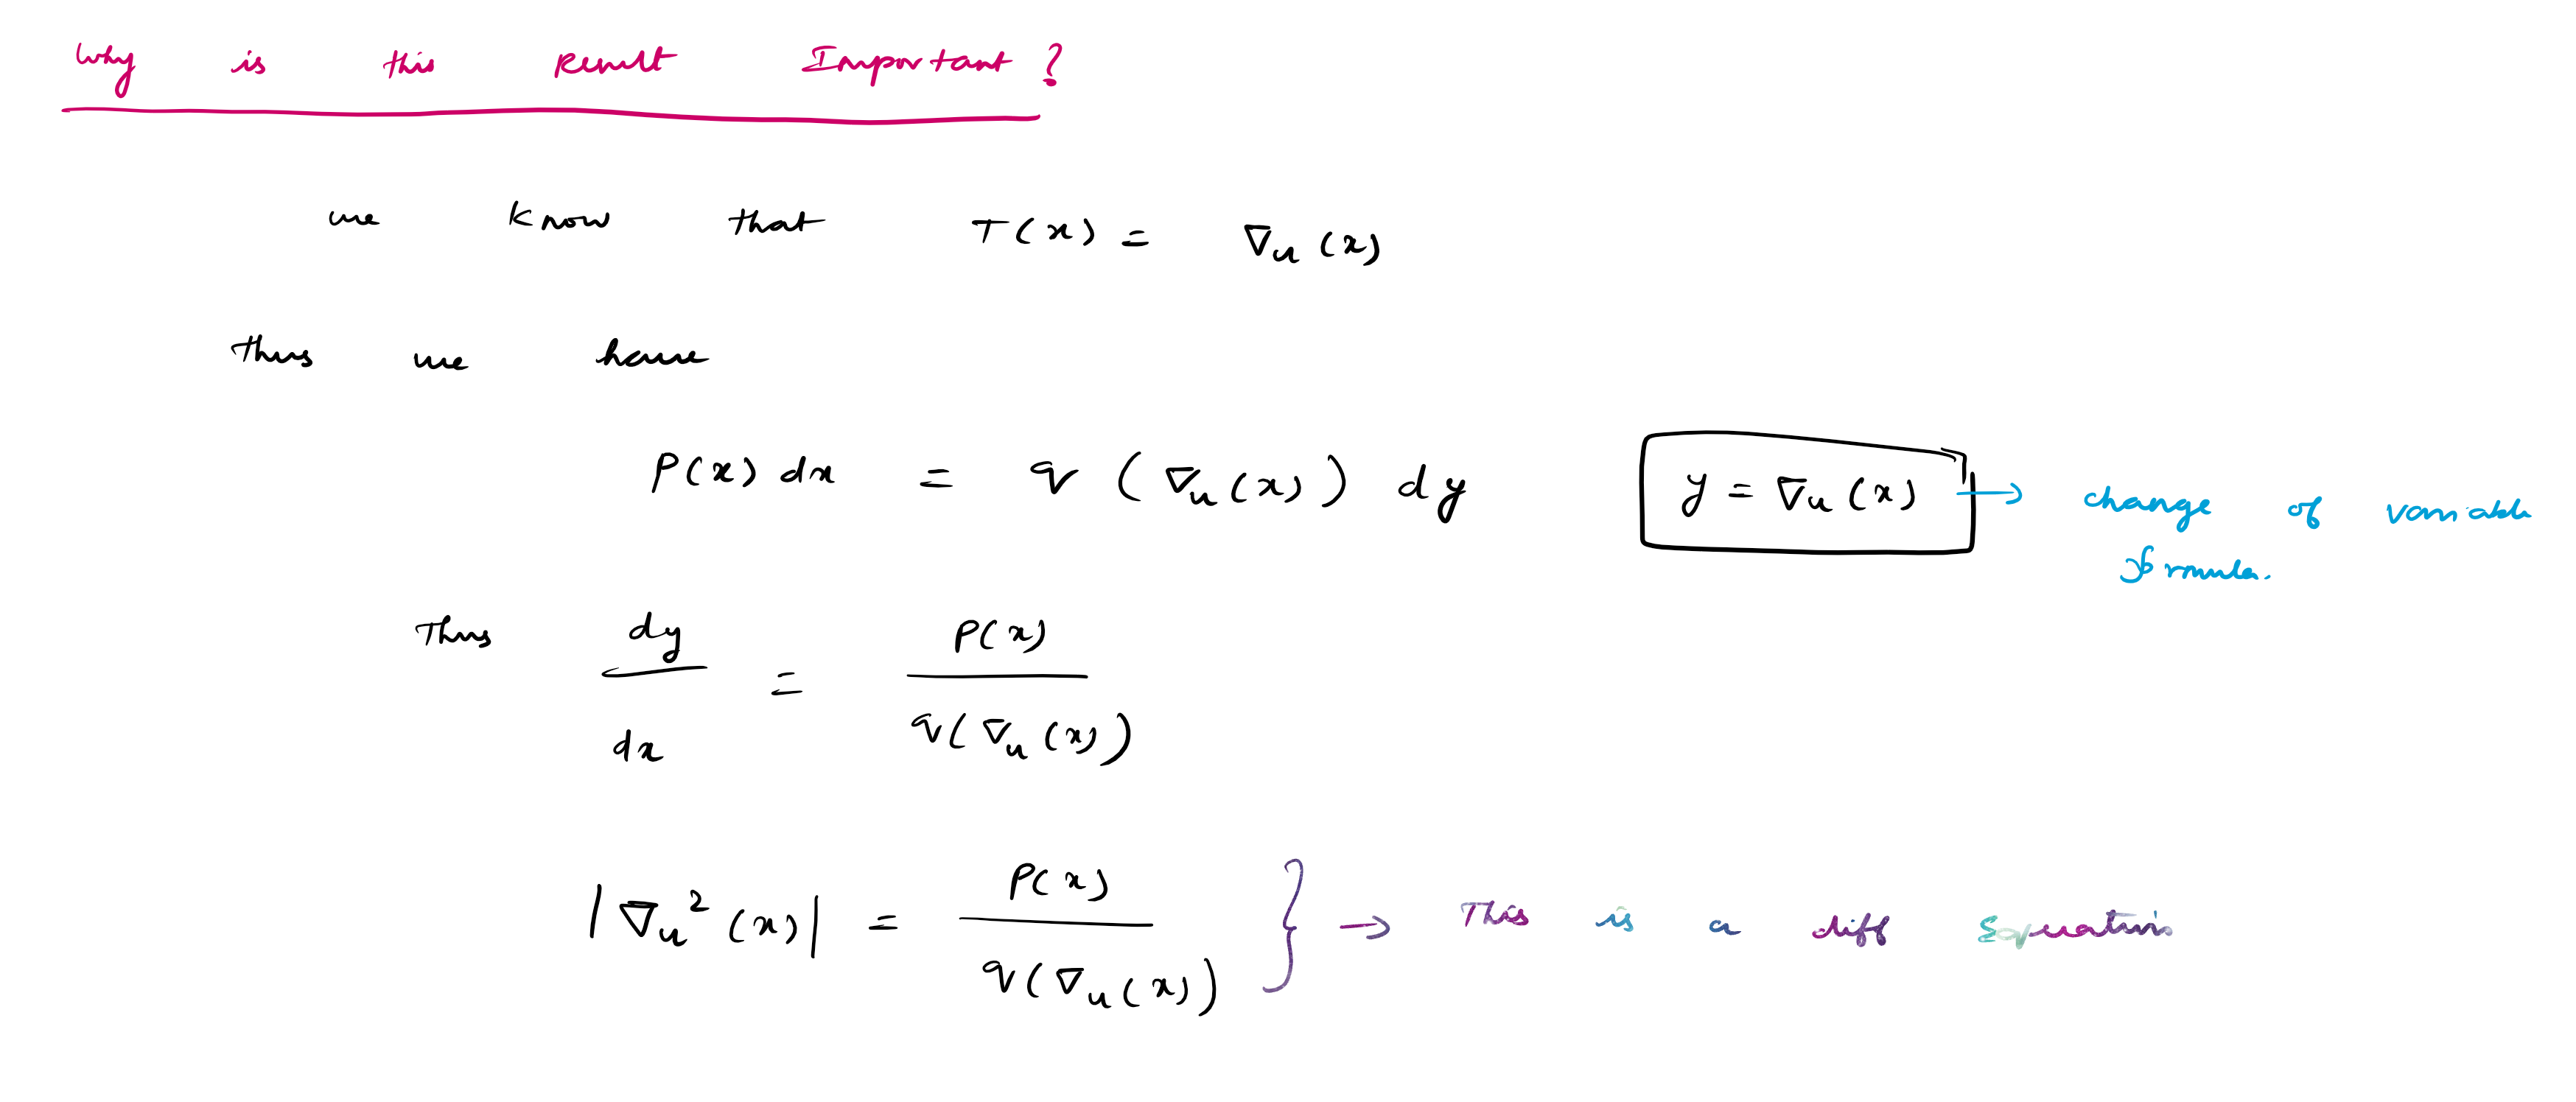 Why is this Result Important?
we know that T(x) = ∇u (x)
thus we have
P(x) dx = q (∇u (x)) dy y = ∇u (x) → change of variable
formula.
Thus dy/dx = P(x)/q(∇u (x))
|∇u² (x)| = P(x)/q(∇u (x)) } → This is a diff Equation